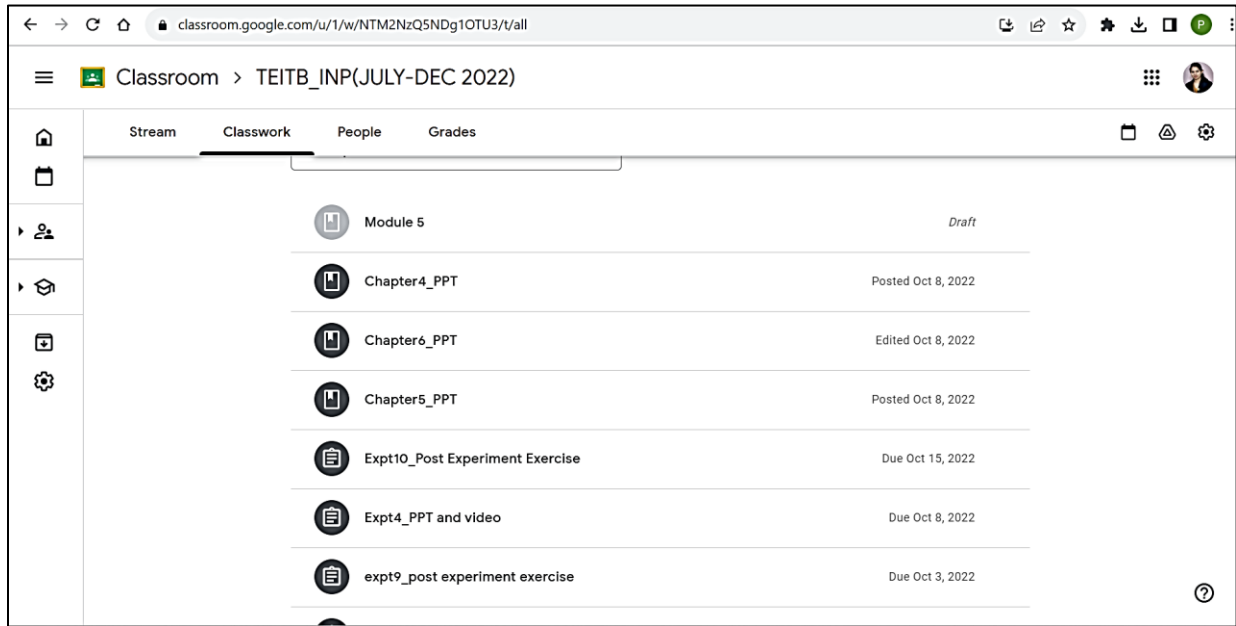 classroom.google.com/u/1/w/NTM2NzQ5NDg1OTU3/t/all
P
Classroom > TEITB_INP(JULY-DEC 2022)
Stream Classwork People Grades
Module 5 Draft
Chapter4_PPT Posted Oct 8, 2022
Chapter6_PPT Edited Oct 8, 2022
Chapter5_PPT Posted Oct 8, 2022
Expt10_Post Experiment Exercise Due Oct 15, 2022
Expt4_PPT and video Due Oct 8, 2022
expt9_post experiment exercise Due Oct 3, 2022